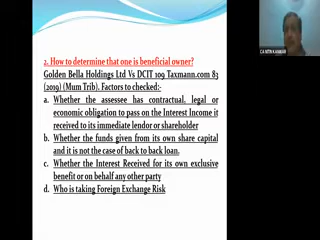 2. How to determine that one is beneficial owner?
Golden Bella Holdings Ltd Vs DCIT 109 Taxmann.com 83
(2019) (Mum Trib). Factors to checked:-
a. Whether the assessee has contractual, legal or
economic obligation to pass on the Interest Income it
received to its immediate lendor or shareholder
b. Whether the funds given from its own share capital
and it is not the case of back to back loan.
c. Whether the Interest Received for its own exclusive
benefit or on behalf any other party
d. Who is taking Foreign Exchange Risk
CA NITIN KANWAR